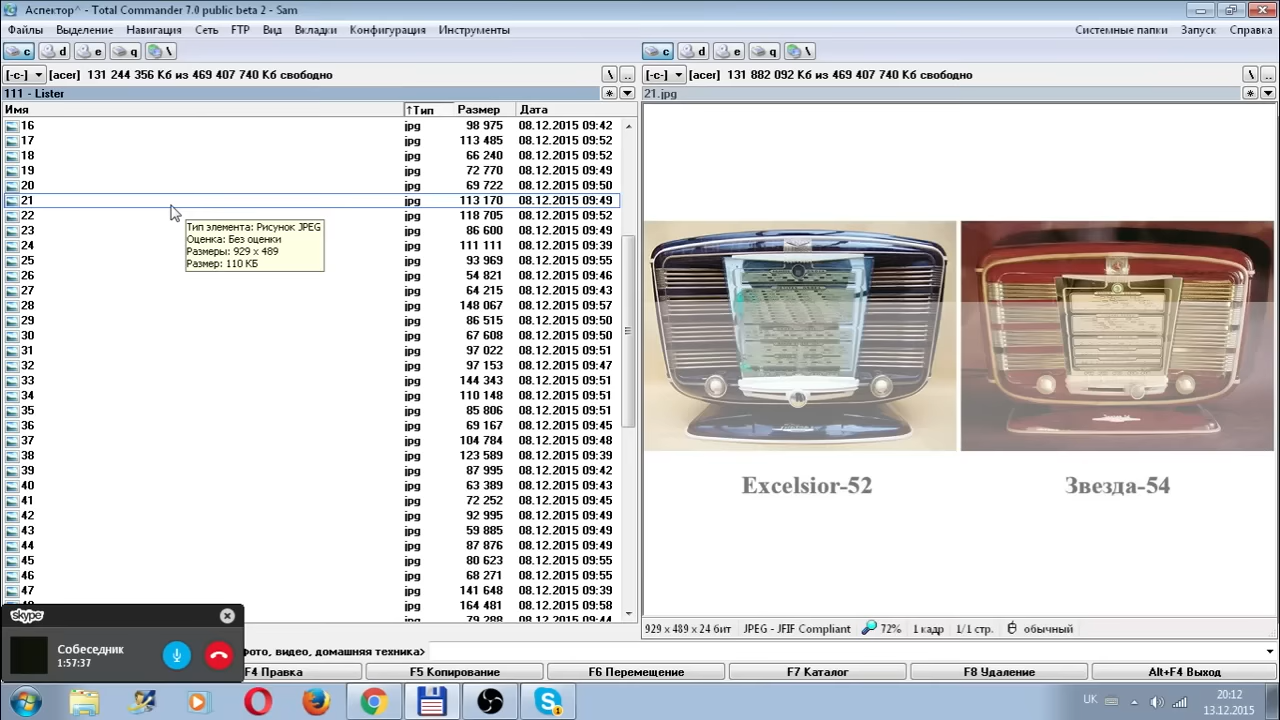 Аспектор^ - Total Commander 7.0 public beta 2 - Sam
Файлы Выделение Навигация Сеть FTP Вид Вкладки Конфигурация Инструменты Системные папки Запуск Справка
c d e q \ c d e q \
[-c-] [acer] 131 244 356 Кб из 469 407 740 Кб свободно \ .. [-c-] [acer] 131 882 092 Кб из 469 407 740 Кб свободно \ ..
111 - Lister * 21.jpg *
Имя ↑Тип Размер Дата
16 jpg 98 975 08.12.2015 09:42
17 jpg 113 485 08.12.2015 09:52
18 jpg 66 240 08.12.2015 09:52
19 jpg 72 770 08.12.2015 09:49
20 jpg 69 722 08.12.2015 09:50
21 jpg 113 170 08.12.2015 09:49
22 jpg 118 705 08.12.2015 09:52
23 jpg 86 600 08.12.2015 09:49
24 jpg 111 111 08.12.2015 09:39
25 jpg 93 969 08.12.2015 09:55
26 jpg 54 821 08.12.2015 09:46
27 jpg 64 215 08.12.2015 09:43
28 jpg 148 067 08.12.2015 09:57
29 jpg 86 515 08.12.2015 09:50
30 jpg 67 608 08.12.2015 09:50
31 jpg 97 022 08.12.2015 09:51
32 jpg 97 153 08.12.2015 09:47
33 jpg 144 343 08.12.2015 09:51
34 jpg 110 148 08.12.2015 09:51
35 jpg 85 806 08.12.2015 09:51
36 jpg 69 167 08.12.2015 09:45
37 jpg 104 784 08.12.2015 09:48
38 jpg 123 589 08.12.2015 09:39
39 jpg 87 995 08.12.2015 09:42
40 jpg 63 389 08.12.2015 09:43
41 jpg 72 252 08.12.2015 09:45
42 jpg 92 995 08.12.2015 09:49
43 jpg 59 885 08.12.2015 09:49
44 jpg 87 876 08.12.2015 09:49
45 jpg 80 623 08.12.2015 09:55
46 jpg 68 271 08.12.2015 09:55
47 jpg 141 648 08.12.2015 09:39
48 jpg 164 481 08.12.2015 09:58
jpg 79 288 08.12.2015 09:44
Тип элемента: Рисунок JPEG
Оценка: Без оценки
Размеры: 929 x 489
Размер: 110 КБ
Excelsior-52 Звезда-54
929 x 489 x 24 бит JPEG - JFIF Compliant 72% 1 кадр 1/1 стр. обычный
skype
Собеседник
1:57:37
фото, видео, домашняя техника>
F4 Правка F5 Копирование F6 Перемещение F7 Каталог F8 Удаление Alt+F4 Выход
UK 20:12
13.12.2015